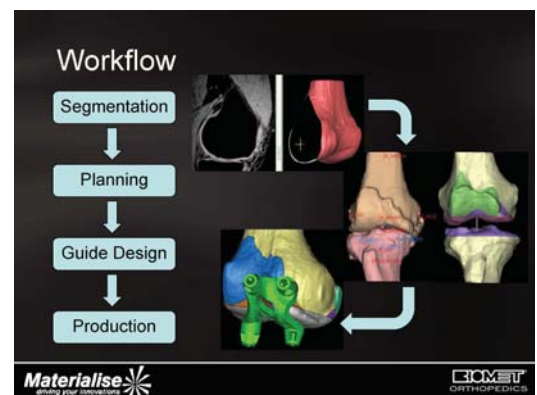 Workflow
Segmentation
Planning
Guide Design
Production
Materialise
driving your innovations
BIOMET
ORTHOPEDICS